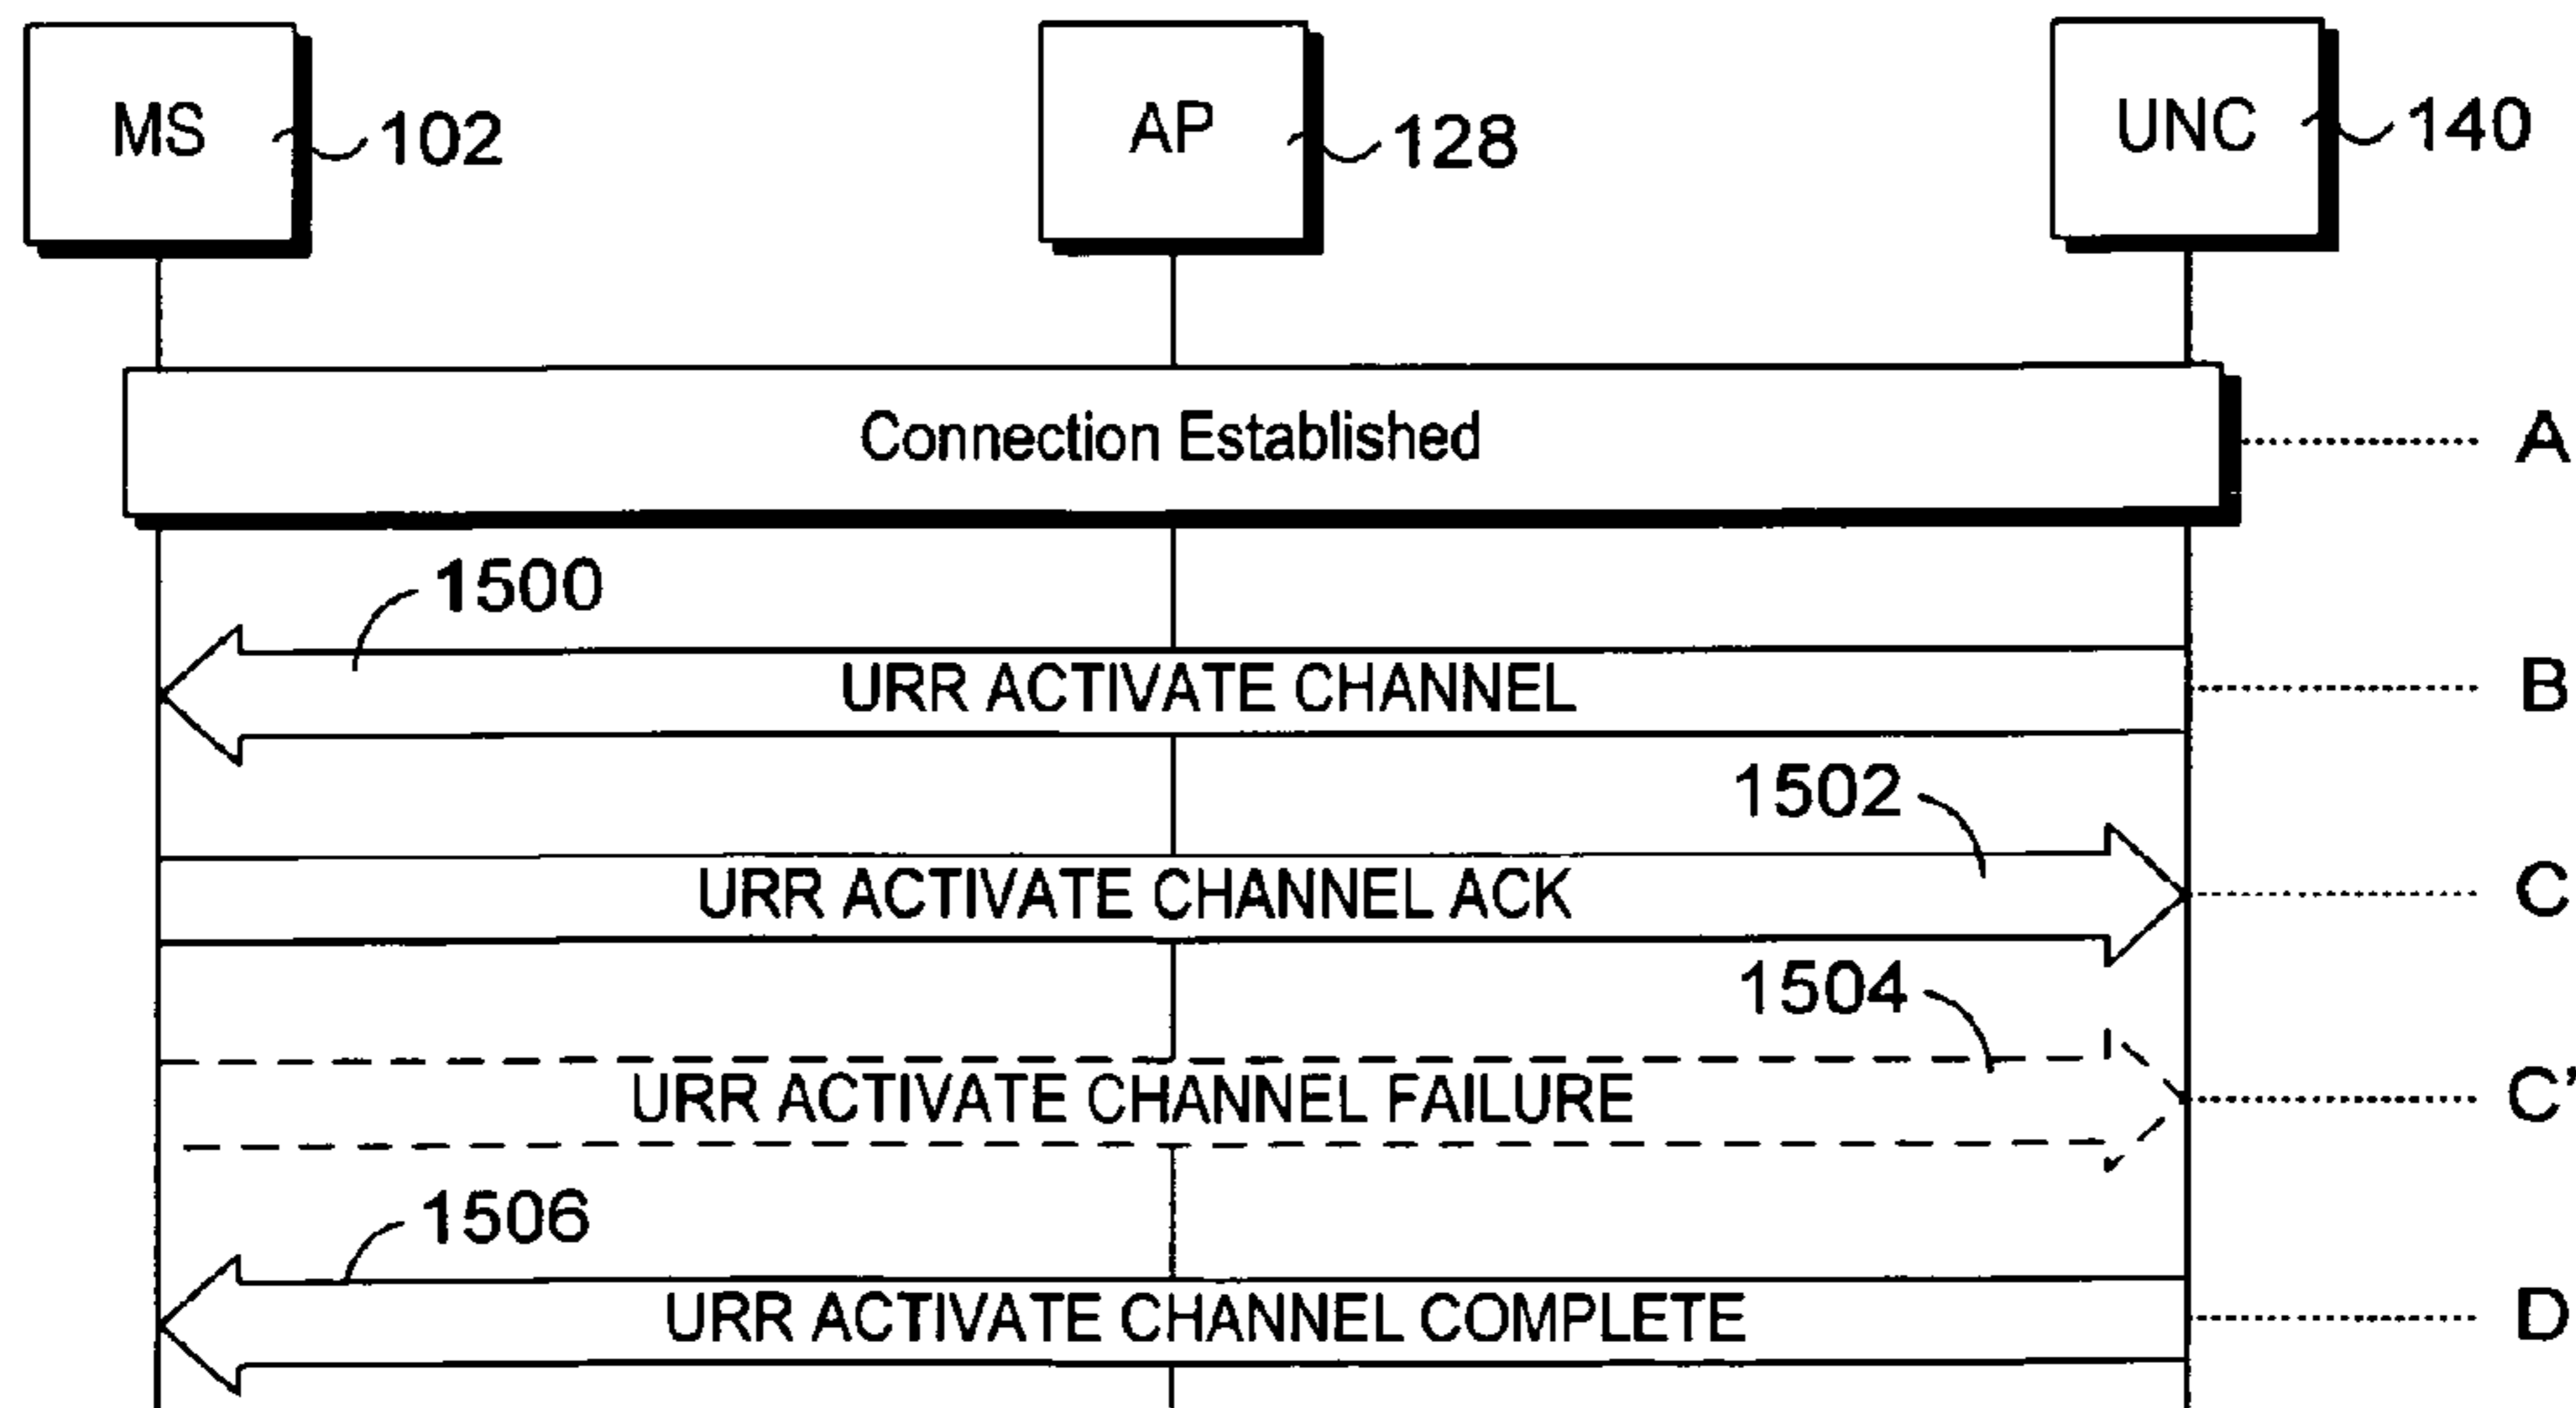 MS
102
AP
128
UNC
140
Connection Established
A
1500
URR ACTIVATE CHANNEL
B
1502
URR ACTIVATE CHANNEL ACK
C
1504
URR ACTIVATE CHANNEL FAILURE
C'
1506
URR ACTIVATE CHANNEL COMPLETE
D